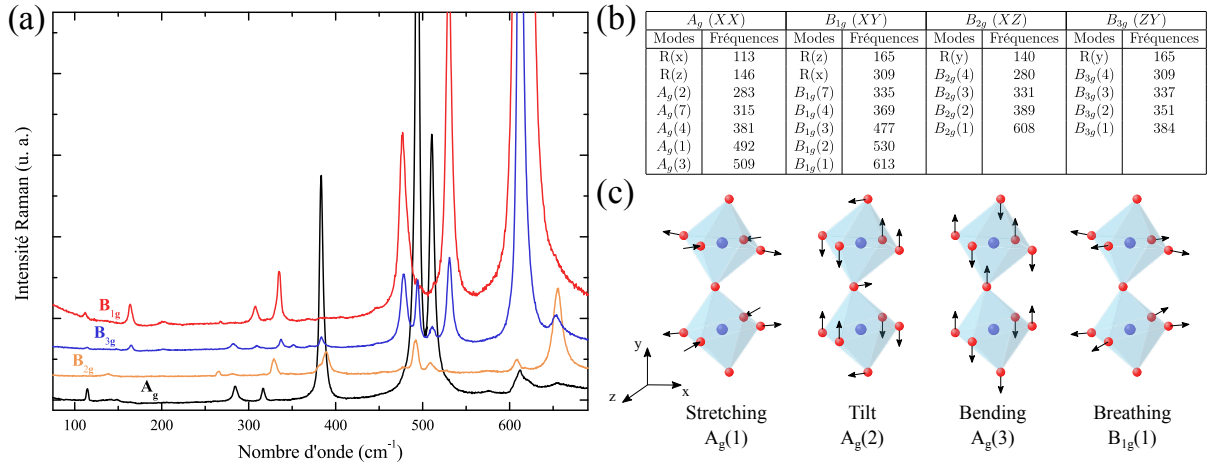 (a)
Intensité Raman (u. a.)
B1g
B3g
B2g
Ag
100 200 300 400 500 600
Nombre d'onde (cm⁻¹)
(b)
Ag (XX) B1g (XY) B2g (XZ) B3g (ZY)
Modes Fréquences Modes Fréquences Modes Fréquences Modes Fréquences
R(x) 113 R(z) 165 R(y) 140 R(y) 165
R(z) 146 R(x) 309 B2g(4) 280 B3g(4) 309
Ag(2) 283 B1g(7) 335 B2g(3) 331 B3g(3) 337
Ag(7) 315 B1g(4) 369 B2g(2) 389 B3g(2) 351
Ag(4) 381 B1g(3) 477 B2g(1) 608 B3g(1) 384
Ag(1) 492 B1g(2) 530
Ag(3) 509 B1g(1) 613
(c)
y
x
z
Stretching Tilt Bending Breathing
Ag(1) Ag(2) Ag(3) B1g(1)